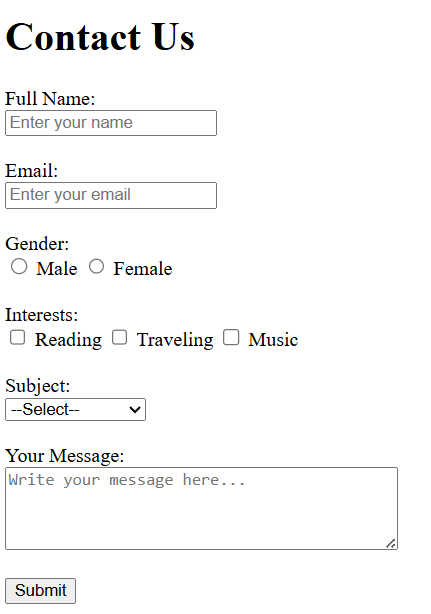 Contact Us
Full Name:
Enter your name
Email:
Enter your email
Gender:
Male Female
Interests:
Reading Traveling Music
Subject:
--Select--
Your Message:
Write your message here...
Submit